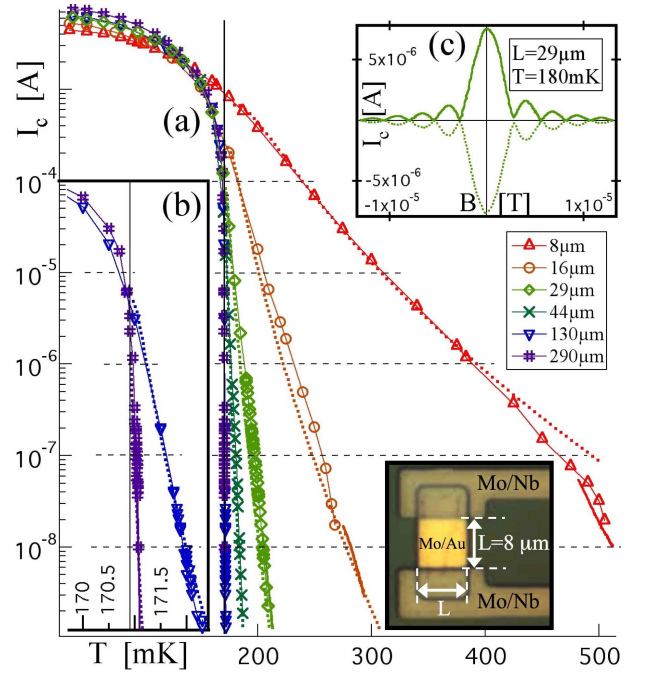 I_c [A]
10^-4
10^-5
10^-6
10^-7
10^-8
(a)
(b)
170
170.5
171.5
T [mK]
200
300
400
500
(c)
L=29µm
T=180mK
5x10^-6
I_c [A]
-5x10^-6
-1x10^-5
B [T]
1x10^-5
8µm
16µm
29µm
44µm
130µm
290µm
Mo/Nb
Mo/Au
L=8 µm
L
Mo/Nb